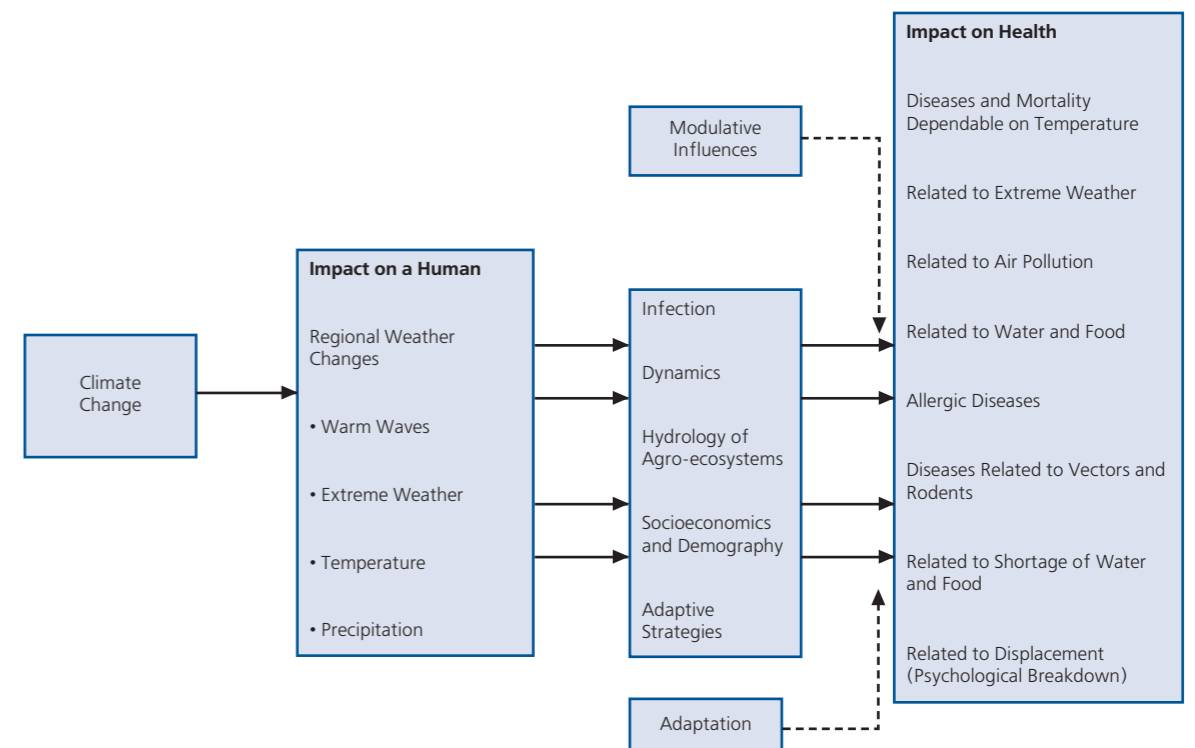 Climate
Change
Impact on a Human
Regional Weather
Changes
• Warm Waves
• Extreme Weather
• Temperature
• Precipitation
Modulative
Influences
Infection
Dynamics
Hydrology of
Agro-ecosystems
Socioeconomics
and Demography
Adaptive
Strategies
Adaptation
Impact on Health
Diseases and Mortality
Dependable on Temperature
Related to Extreme Weather
Related to Air Pollution
Related to Water and Food
Allergic Diseases
Diseases Related to Vectors and
Rodents
Related to Shortage of Water
and Food
Related to Displacement
(Psychological Breakdown)